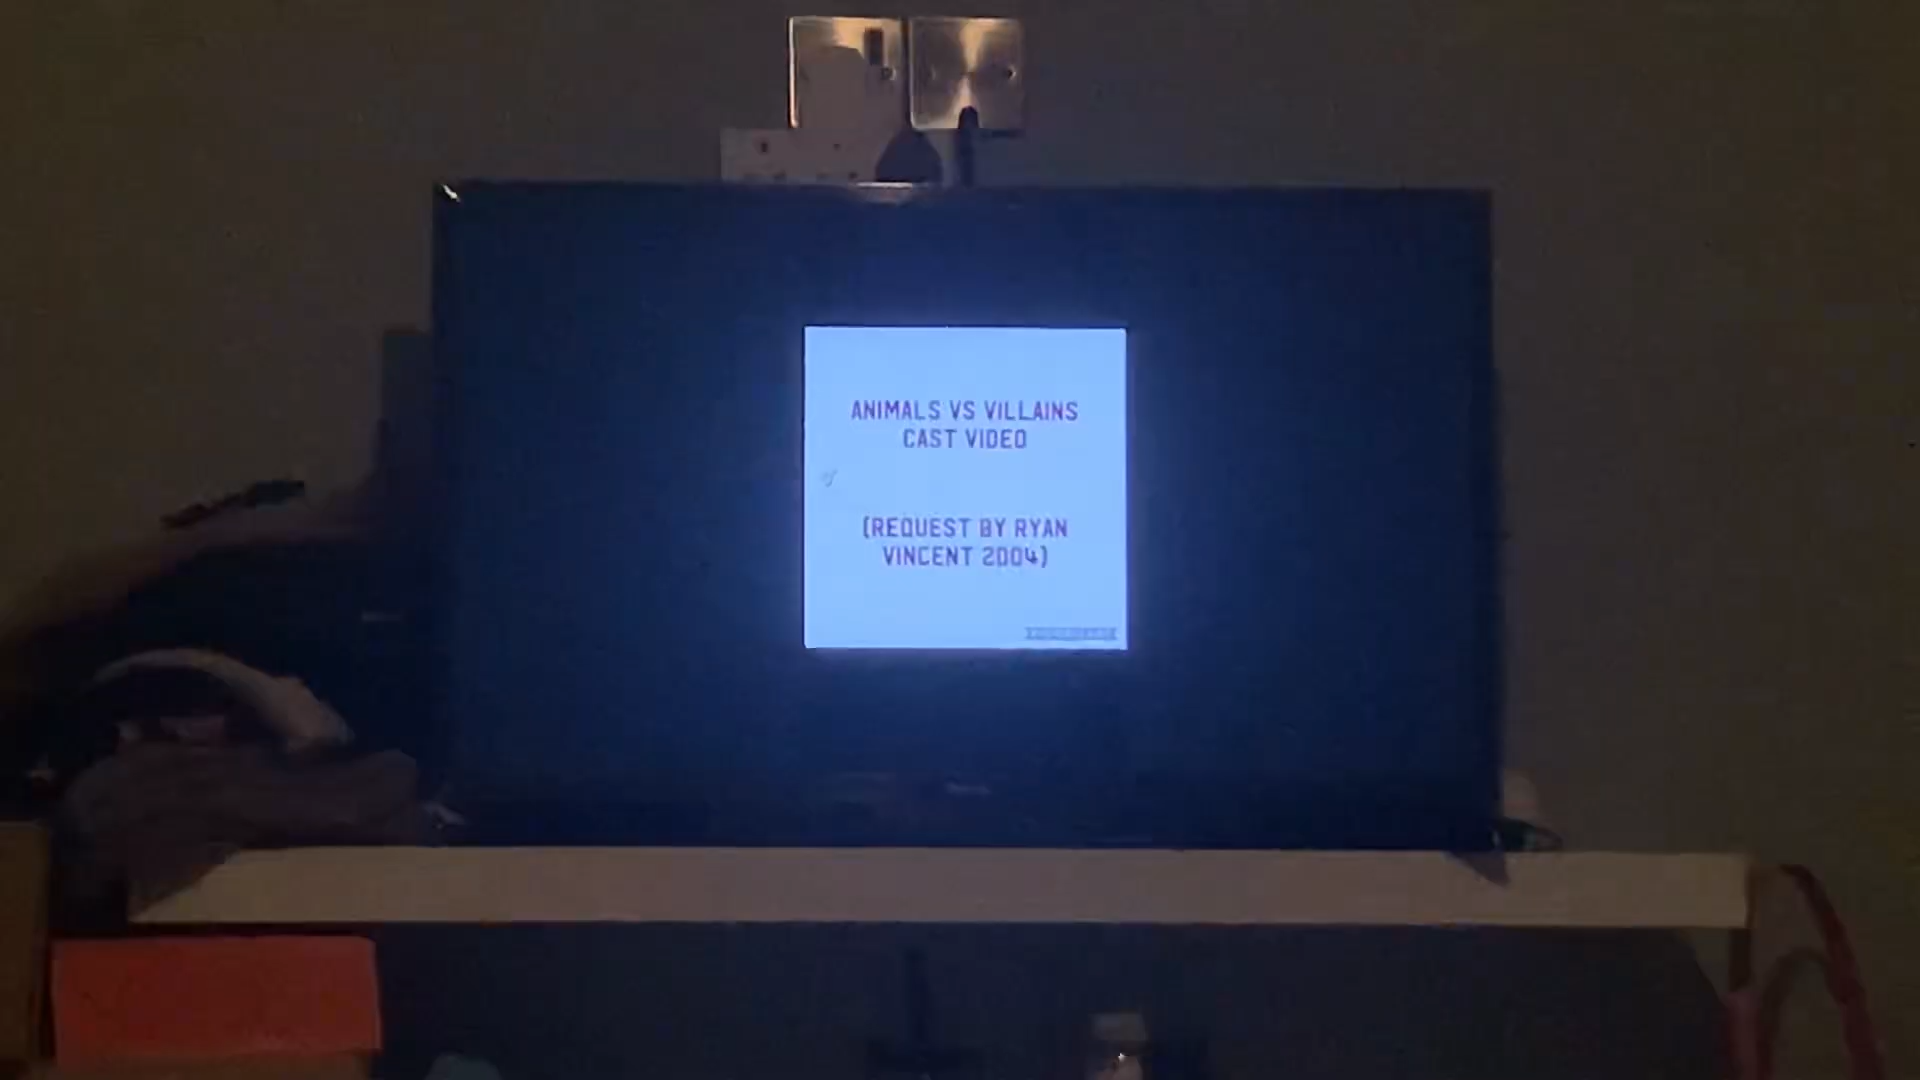 ANIMALS VS VILLAINS
CAST VIDEO
(REQUEST BY RYAN
VINCENT 2004)